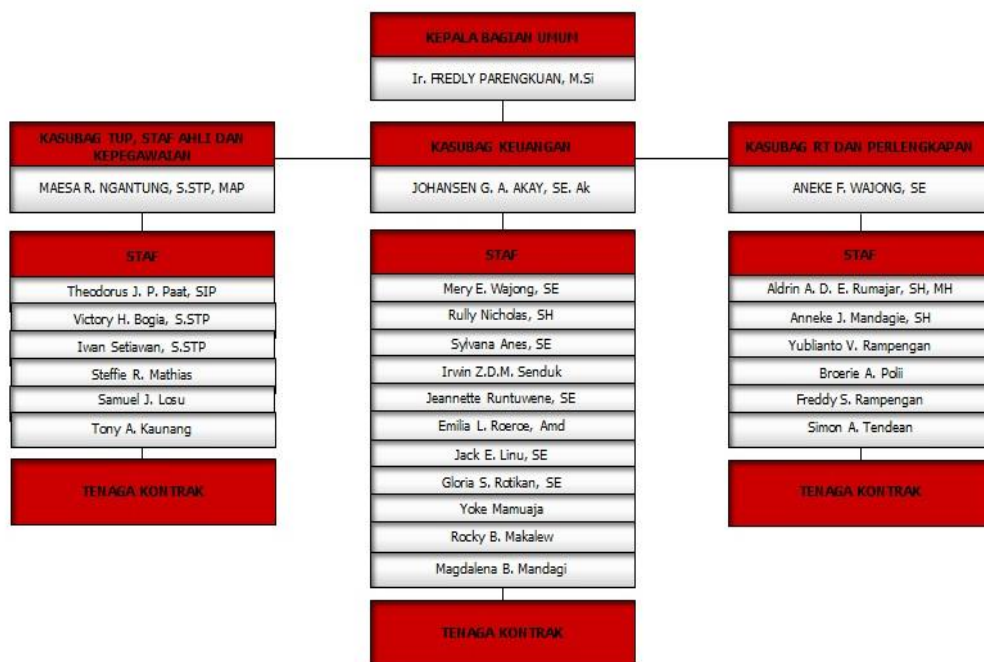 KEPALA BAGIAN UMUM
Ir. FREDLY PARENGKUAN, M.Si
KASUBAG TUP, STAF AHLI DAN
KEPEGAWAIAN
MAESA R. NGANTUNG, S.STP, MAP
KASUBAG KEUANGAN
JOHANSEN G. A. AKAY, SE. Ak
KASUBAG RT DAN PERLENGKAPAN
ANEKE F. WAJONG, SE
STAF
Theodorus J. P. Paat, SIP
Victory H. Bogia, S.STP
Iwan Setiawan, S.STP
Steffie R. Mathias
Samuel J. Losu
Tony A. Kaunang
TENAGA KONTRAK
STAF
Mery E. Wajong, SE
Rully Nicholas, SH
Sylvana Anes, SE
Irwin Z.D.M. Senduk
Jeannette Runtuwene, SE
Emilia L. Roeroe, Amd
Jack E. Linu, SE
Gloria S. Rotikan, SE
Yoke Mamuaja
Rocky B. Makalew
Magdalena B. Mandagi
TENAGA KONTRAK
STAF
Aldrin A. D. E. Rumajar, SH, MH
Anneke J. Mandagie, SH
Yublianto V. Rampengan
Broerie A. Polii
Freddy S. Rampengan
Simon A. Tendean
TENAGA KONTRAK